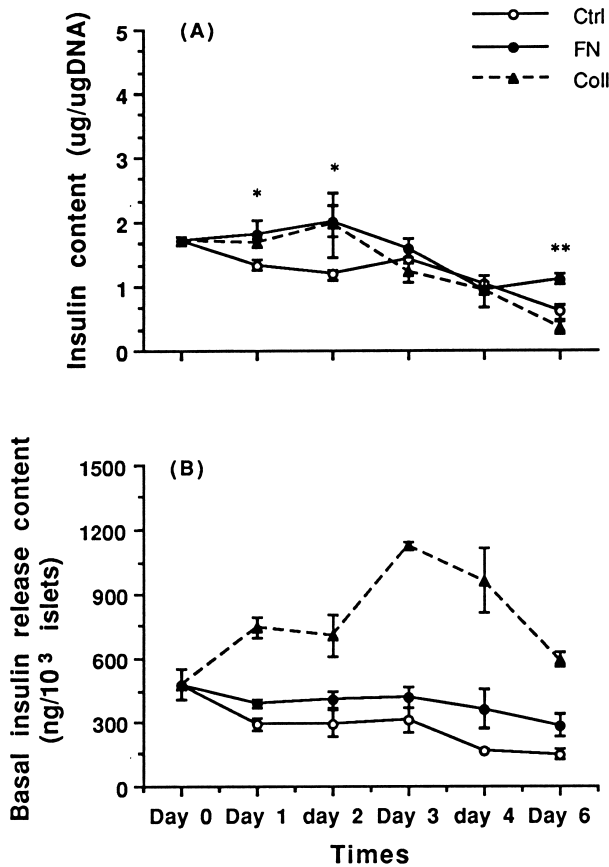 (A)
Ctrl
FN
Coll
Insulin content (ug/ugDNA)
5
4
3
2
1
0
*
*
**
(B)
Basal insulin release content
(ng/10³ islets)
1500
1200
900
600
300
0
Day 0 Day 1 day 2 Day 3 day 4 Day 6
Times